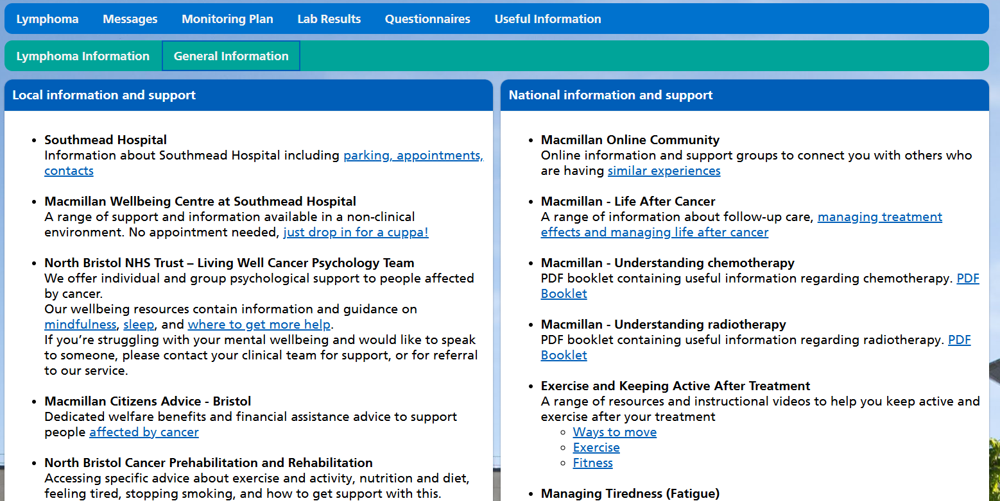 Lymphoma Messages Monitoring Plan Lab Results Questionnaires Useful Information
Lymphoma Information General Information
Local information and support
Southmead Hospital
Information about Southmead Hospital including parking, appointments,
contacts
Macmillan Wellbeing Centre at Southmead Hospital
A range of support and information available in a non-clinical
environment. No appointment needed, just drop in for a cuppa!
North Bristol NHS Trust – Living Well Cancer Psychology Team
We offer individual and group psychological support to people affected
by cancer.
Our wellbeing resources contain information and guidance on
mindfulness, sleep, and where to get more help.
If you’re struggling with your mental wellbeing and would like to speak
to someone, please contact your clinical team for support, or for referral
to our service.
Macmillan Citizens Advice - Bristol
Dedicated welfare benefits and financial assistance advice to support
people affected by cancer
North Bristol Cancer Prehabilitation and Rehabilitation
Accessing specific advice about exercise and activity, nutrition and diet,
feeling tired, stopping smoking, and how to get support with this.
National information and support
Macmillan Online Community
Online information and support groups to connect you with others who
are having similar experiences
Macmillan - Life After Cancer
A range of information about follow-up care, managing treatment
effects and managing life after cancer
Macmillan - Understanding chemotherapy
PDF booklet containing useful information regarding chemotherapy. PDF
Booklet
Macmillan - Understanding radiotherapy
PDF booklet containing useful information regarding radiotherapy. PDF
Booklet
Exercise and Keeping Active After Treatment
A range of resources and instructional videos to help you keep active and
exercise after your treatment
Ways to move
Exercise
Fitness
Managing Tiredness (Fatigue)